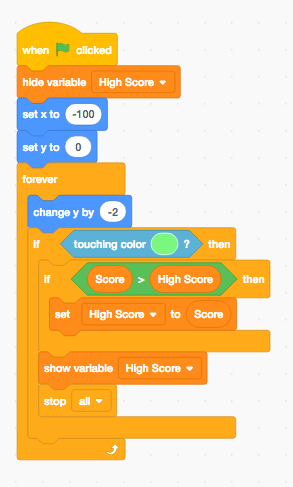 when clicked
hide variable High Score
set x to -100
set y to 0
forever
change y by -2
if touching color ? then
if Score > High Score then
set High Score to Score
show variable High Score
stop all